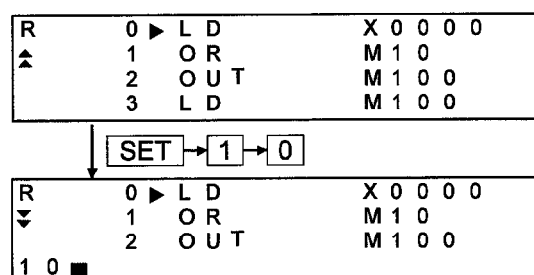 R 0 ▶ L D X 0 0 0 0
1 O R M 1 0
2 O U T M 1 0 0
3 L D M 1 0 0
SET 1 0
R 0 ▶ L D X 0 0 0 0
1 O R M 1 0
2 O U T M 1 0 0
1 0 ■